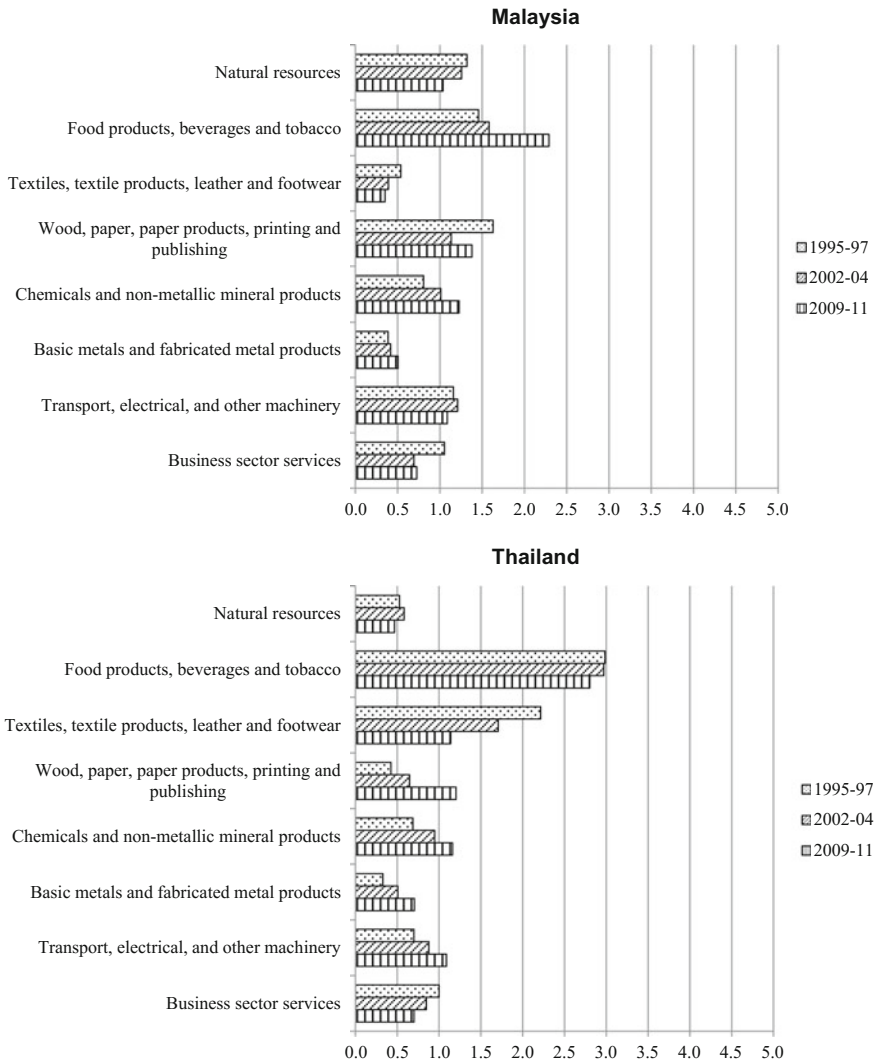 Malaysia
Natural resources
Food products, beverages and tobacco
Textiles, textile products, leather and footwear
Wood, paper, paper products, printing and
publishing
Chemicals and non-metallic mineral products
Basic metals and fabricated metal products
Transport, electrical, and other machinery
Business sector services
1995-97
2002-04
2009-11
0.0 0.5 1.0 1.5 2.0 2.5 3.0 3.5 4.0 4.5 5.0
Thailand
Natural resources
Food products, beverages and tobacco
Textiles, textile products, leather and footwear
Wood, paper, paper products, printing and
publishing
Chemicals and non-metallic mineral products
Basic metals and fabricated metal products
Transport, electrical, and other machinery
Business sector services
1995-97
2002-04
2009-11
0.0 0.5 1.0 1.5 2.0 2.5 3.0 3.5 4.0 4.5 5.0